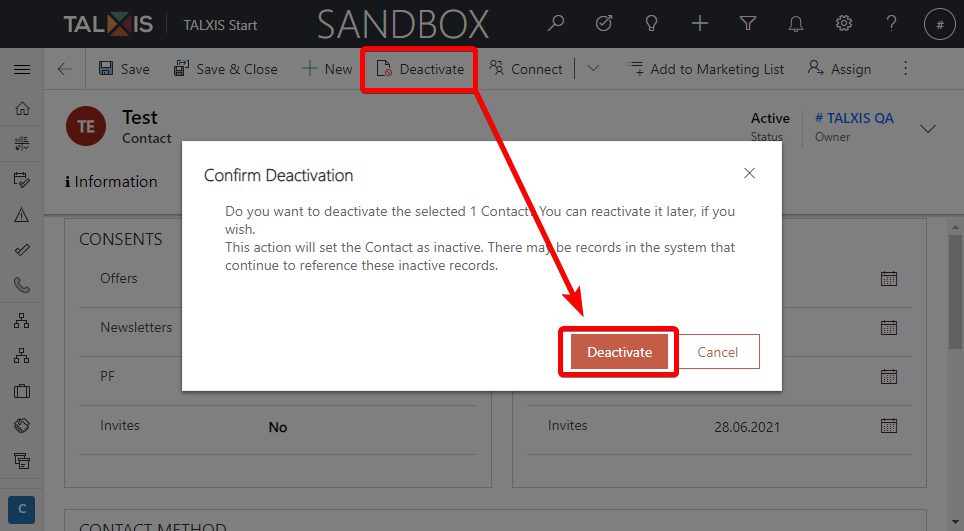 TALXIS
TALXIS Start
SANDBOX
?
#
Save
Save & Close
New
Deactivate
Connect
Add to Marketing List
Assign
TE
Test
Contact
Active
Status
# TALXIS QA
Owner
Information
Confirm Deactivation
Do you want to deactivate the selected 1 Contact? You can reactivate it later, if you
wish.
This action will set the Contact as inactive. There may be records in the system that
continue to reference these inactive records.
Deactivate
Cancel
CONSENTS
Offers
Newsletters
PF
Invites
No
Invites
28.06.2021
C
CONTACT METHOD